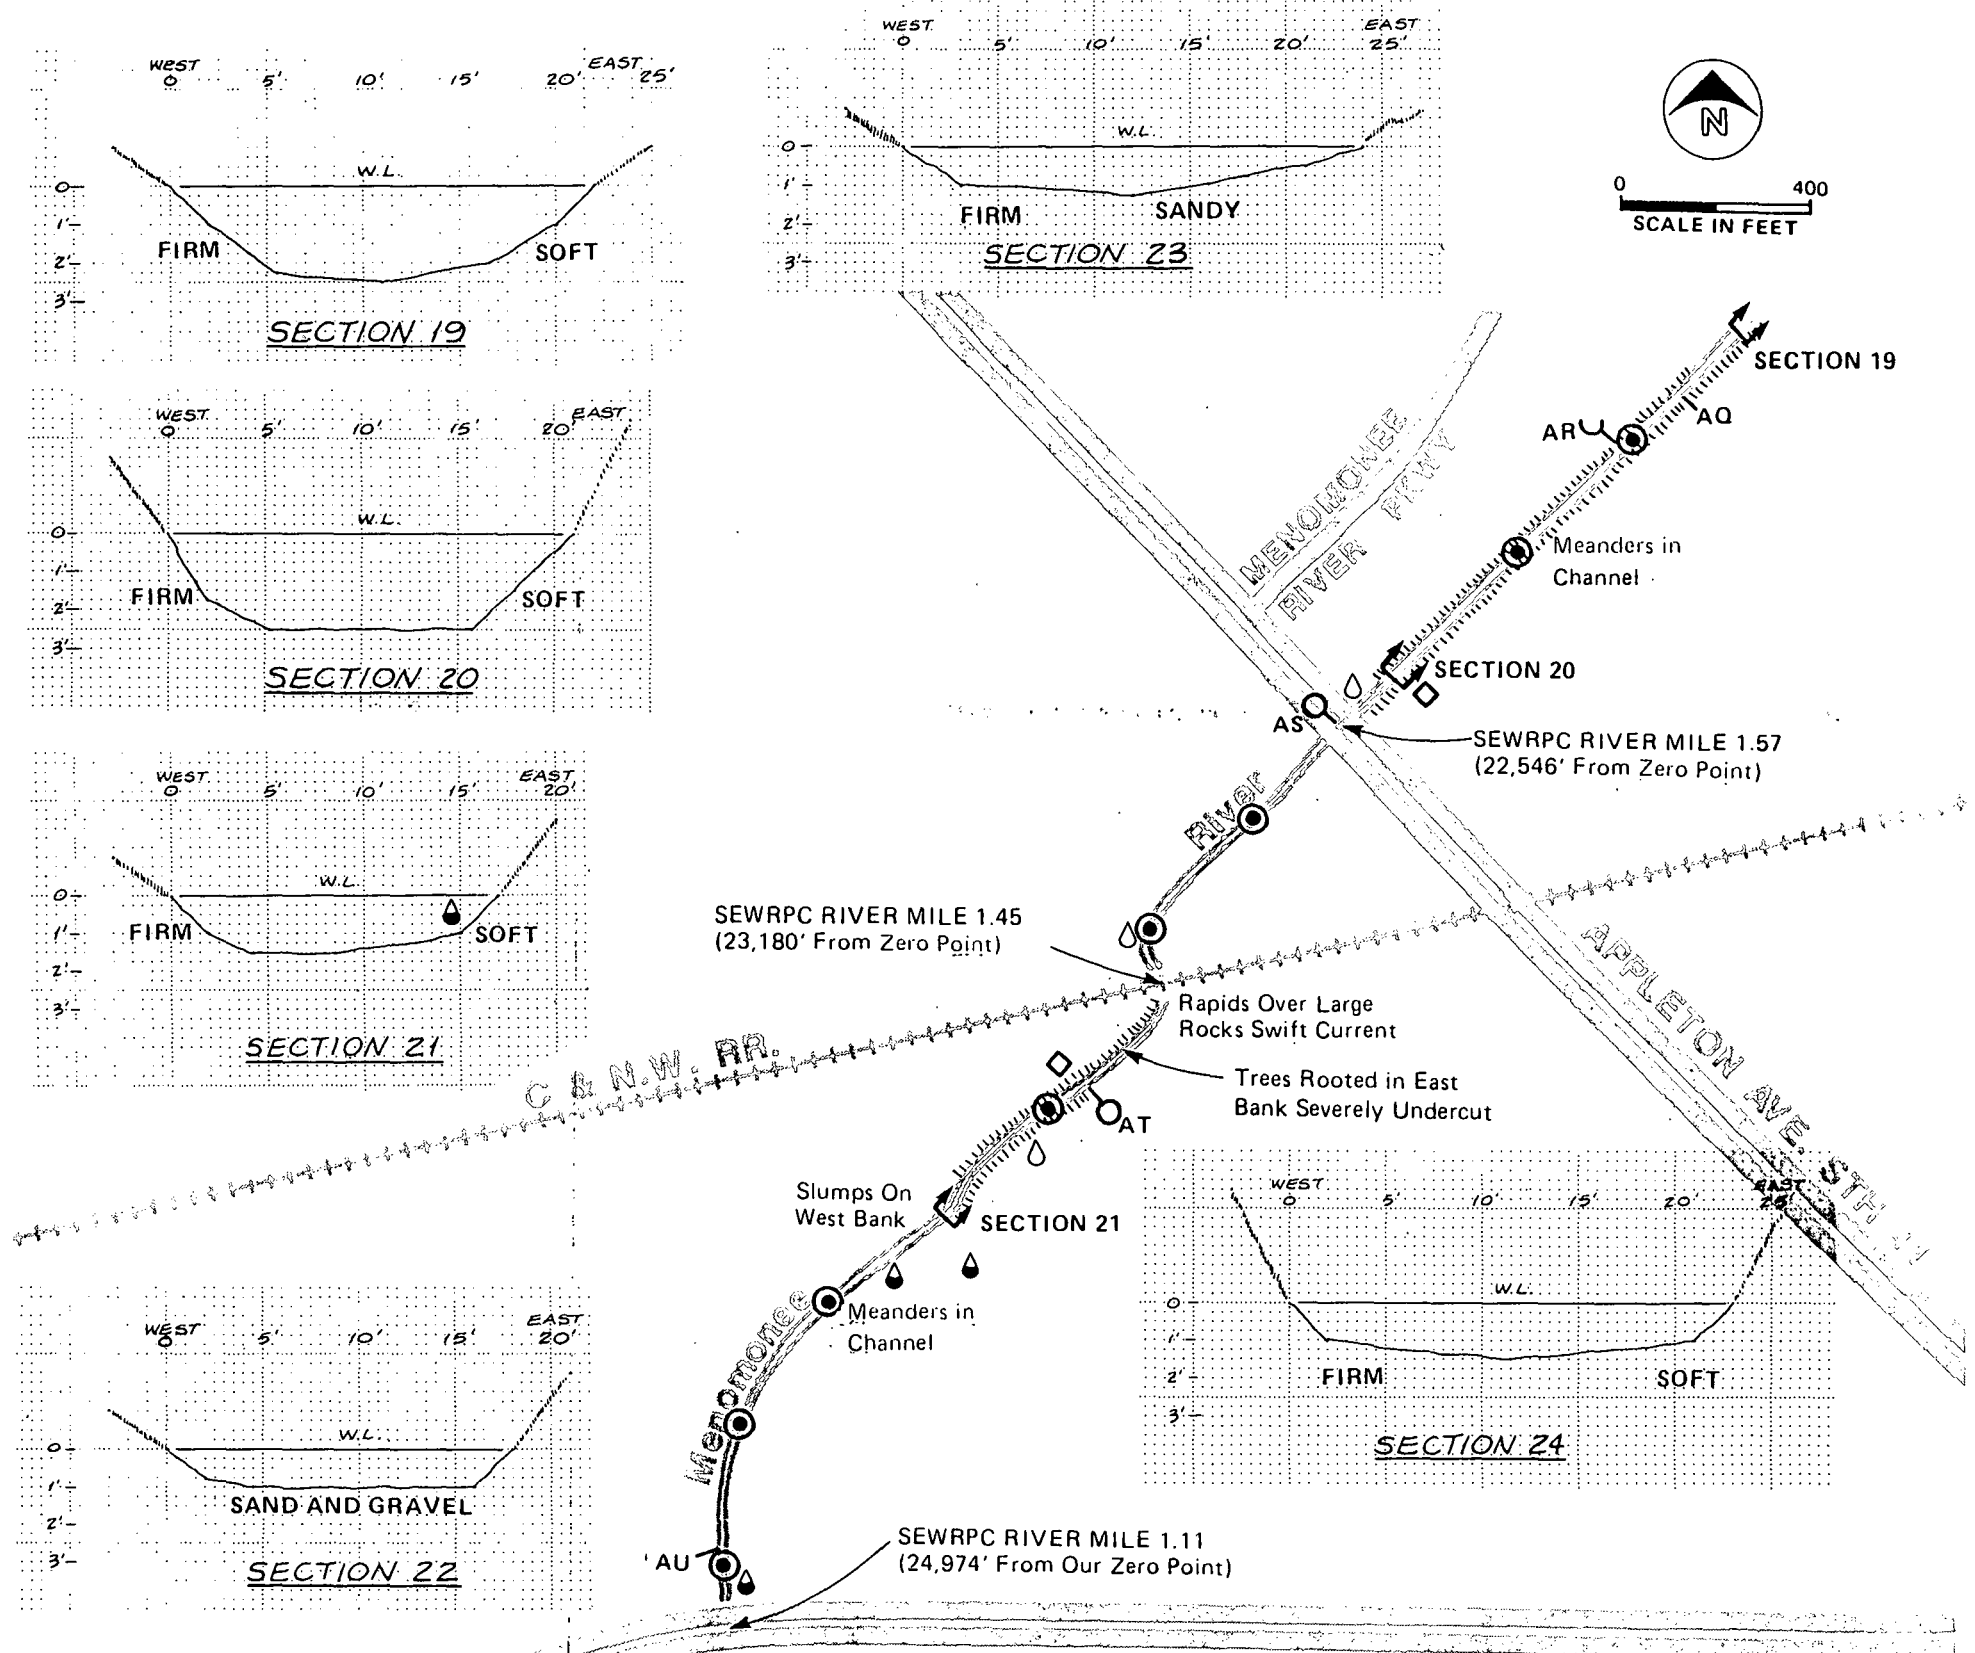 WEST EAST
0 5' 10' 15' 20' 25'
W.L.
0
1'
2'
3'
FIRM SOFT
SECTION 19
WEST EAST
0 5' 10' 15' 20' 25'
W.L.
0
1'
2'
3'
FIRM SANDY
SECTION 23
N
0 400
SCALE IN FEET
WEST EAST
0 5' 10' 15' 20'
W.L.
0
1'
2'
3'
FIRM SOFT
SECTION 20
SECTION 19
AQ
AR
MENOMONEE
RIVER PKWY
Meanders in
Channel
SECTION 20
AS
SEWRPC RIVER MILE 1.57
(22,546' From Zero Point)
WEST EAST
0 5' 10' 15' 20'
W.L.
0
1'
2'
3'
FIRM SOFT
SECTION 21
River
SEWRPC RIVER MILE 1.45
(23,180' From Zero Point)
Rapids Over Large
Rocks Swift Current
C & N.W. RR.
APPLETON AVE. STH
Trees Rooted in East
Bank Severely Undercut
AT
Slumps On
West Bank
SECTION 21
Meanders in
Channel
Menomonee
WEST EAST
0 5' 10' 15' 20'
W.L.
0
1'
2'
3'
SAND AND GRAVEL
SECTION 22
WEST EAST
0 5' 10' 15' 20' 25'
W.L.
0
1'
2'
3'
FIRM SOFT
SECTION 24
AU
SEWRPC RIVER MILE 1.11
(24,974' From Our Zero Point)